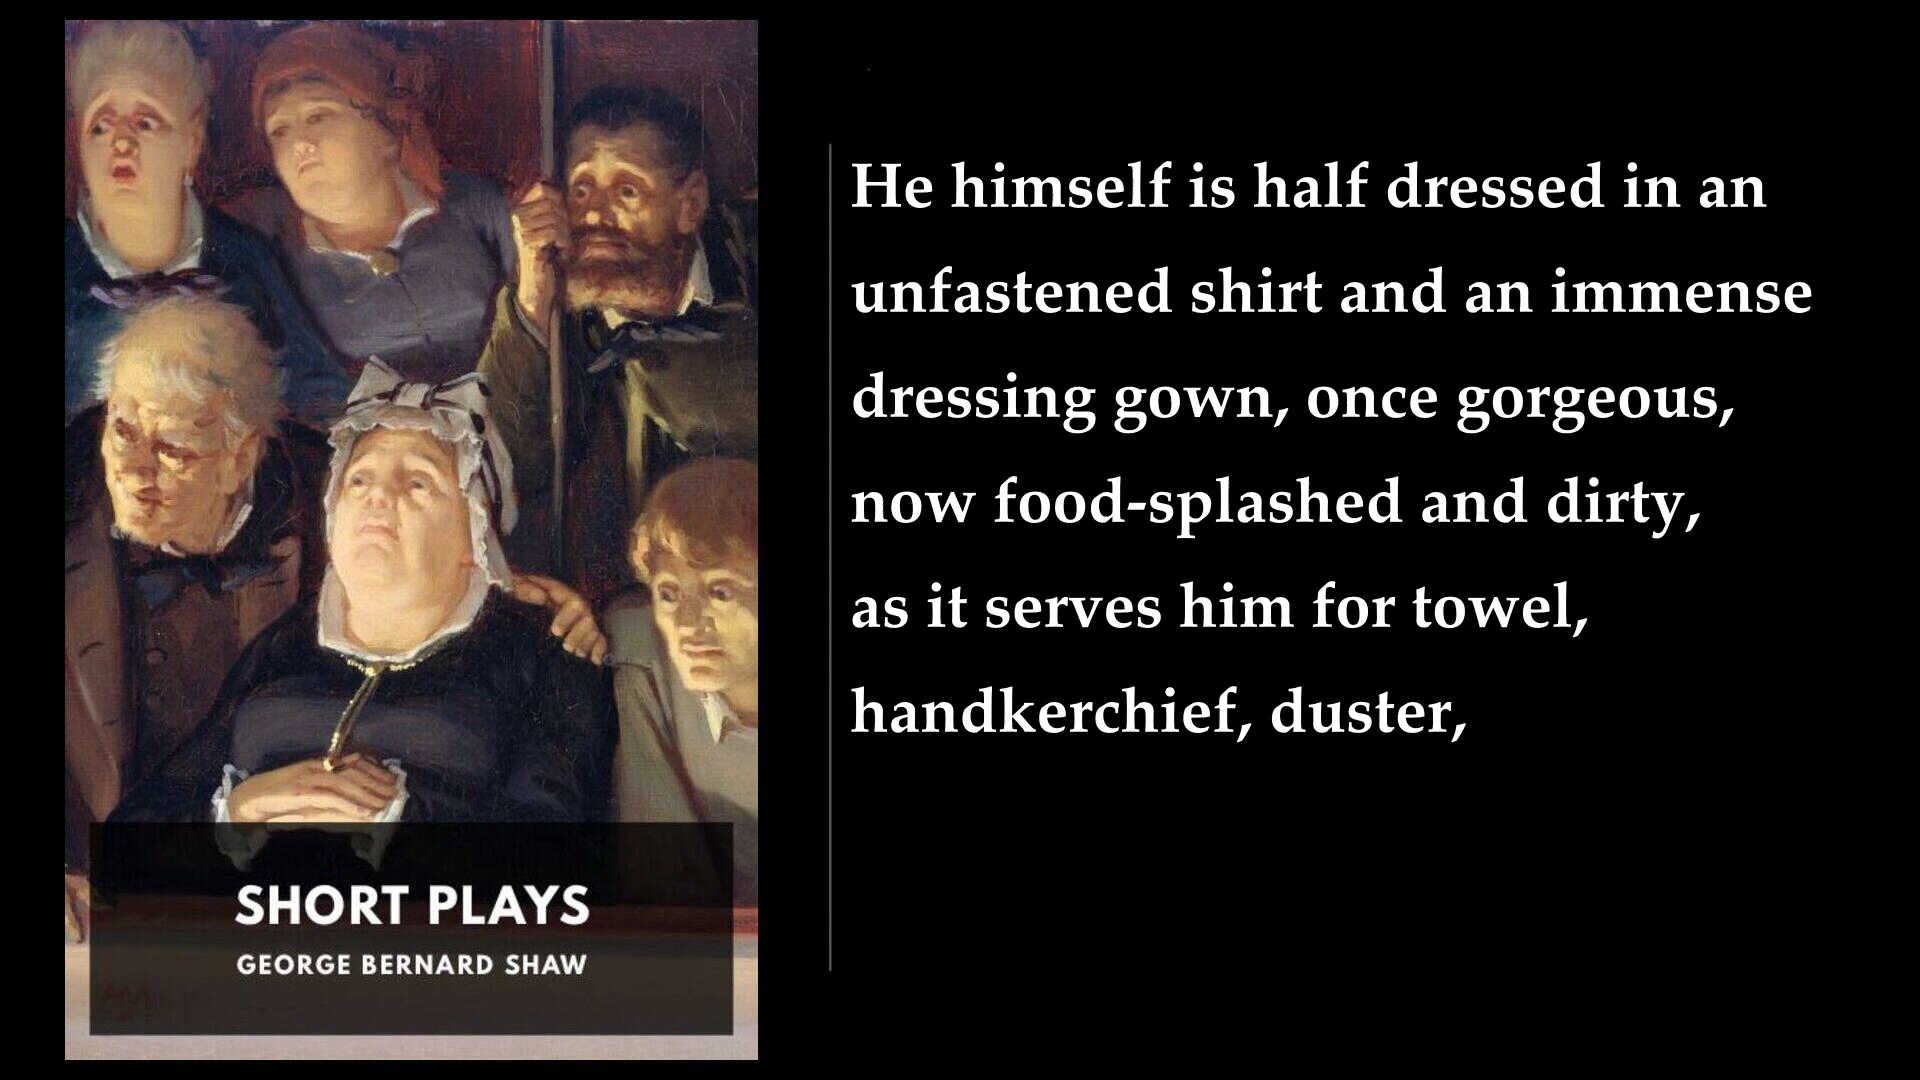 He himself is half dressed in an
unfastened shirt and an immense
dressing gown, once gorgeous,
now food-splashed and dirty,
as it serves him for towel,
handkerchief, duster,
SHORT PLAYS
GEORGE BERNARD SHAW